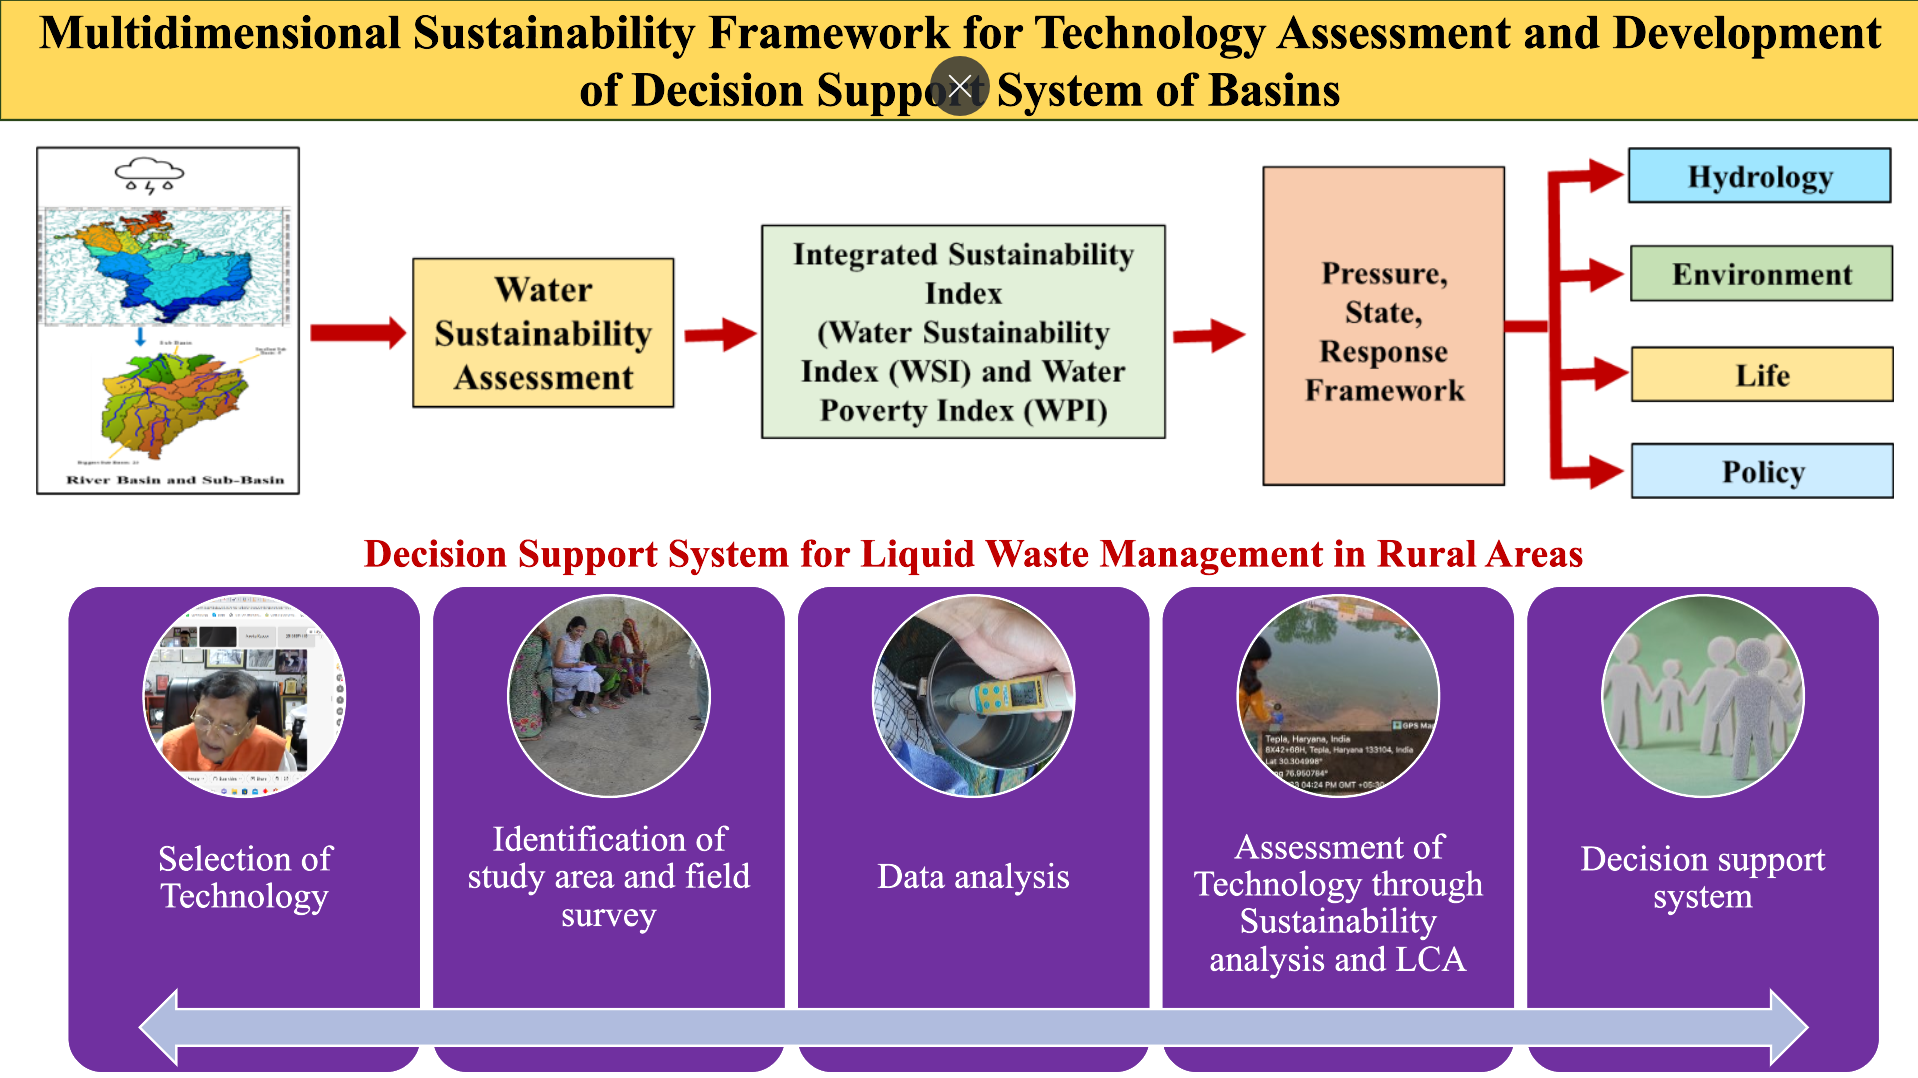 Multidimensional Sustainability Framework for Technology Assessment and Development
of Decision Support System of Basins
Sub Basin
River Basin and Sub-Basin
Water
Sustainability
Assessment
Integrated Sustainability
Index
(Water Sustainability
Index (WSI) and Water
Poverty Index (WPI)
Pressure,
State,
Response
Framework
Hydrology
Environment
Life
Policy
Decision Support System for Liquid Waste Management in Rural Areas
Selection of
Technology
Identification of
study area and field
survey
Data analysis
GPS Ma
Tepla, Haryana, India
8X42+68H, Tepla, Haryana 133104, India
Lat 30.304998°
76.950784°
04:24 PM GMT +05:30
Assessment of
Technology through
Sustainability
analysis and LCA
Decision support
system